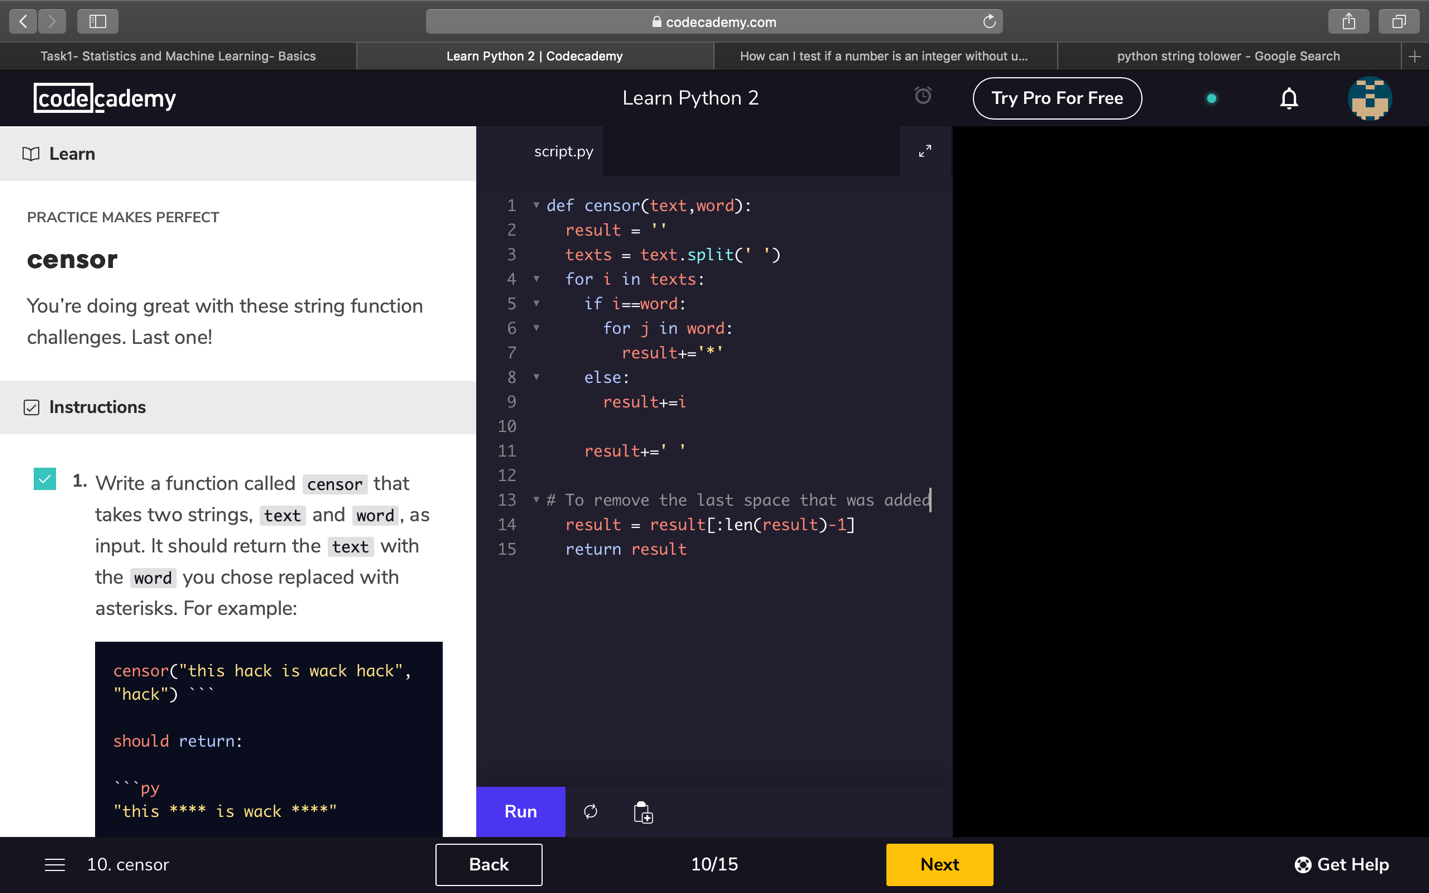 codecademy.com
Task1- Statistics and Machine Learning- Basics
Learn Python 2 | Codecademy
How can I test if a number is an integer without u...
python string tolower - Google Search
codecademy
Learn Python 2
Try Pro For Free
Learn
PRACTICE MAKES PERFECT
censor
You're doing great with these string function
challenges. Last one!
Instructions
1. Write a function called censor that
takes two strings, text and word, as
input. It should return the text with
the word you chose replaced with
asterisks. For example:
censor("this hack is wack hack",
"hack") ```
should return:
```py
"this **** is wack ****"
script.py
1 def censor(text,word):
2   result = ''
3   texts = text.split(' ')
4   for i in texts:
5     if i==word:
6       for j in word:
7         result+='*'
8     else:
9       result+=i
10
11     result+=' '
12
13 # To remove the last space that was added
14   result = result[:len(result)-1]
15   return result
Run
10. censor
Back
10/15
Next
Get Help